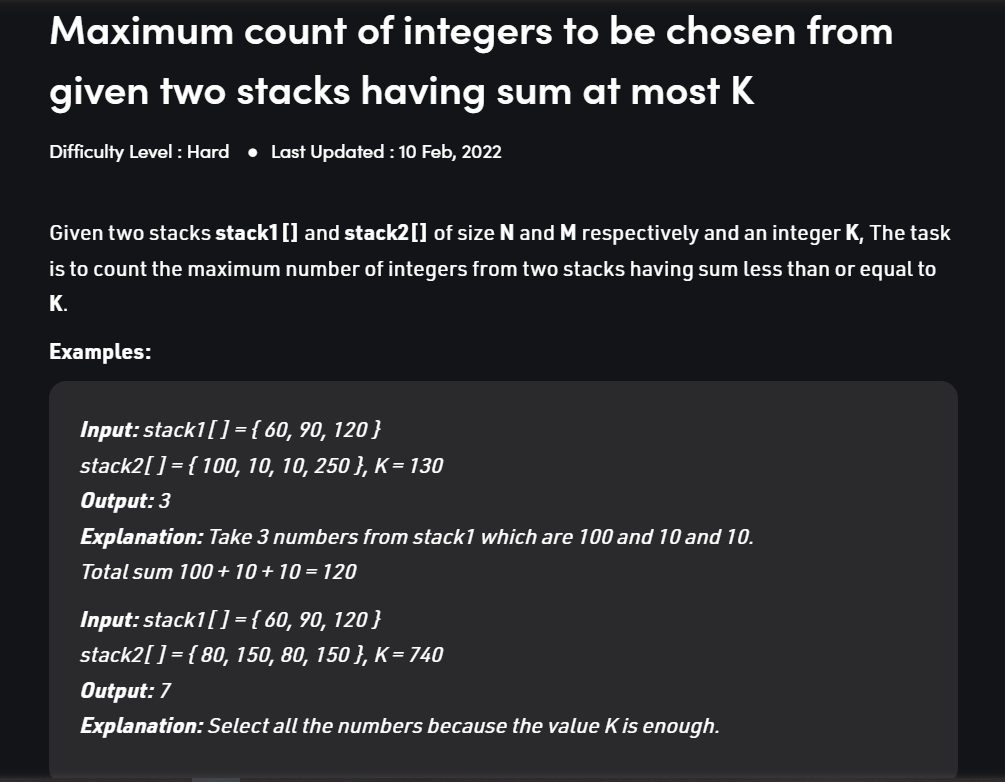 Maximum count of integers to be chosen from
given two stacks having sum at most K
Difficulty Level : Hard ● Last Updated : 10 Feb, 2022
Given two stacks stack1[] and stack2[] of size N and M respectively and an integer K, The task
is to count the maximum number of integers from two stacks having sum less than or equal to
K.
Examples:
Input: stack1[ ] = { 60, 90, 120 }
stack2[ ] = { 100, 10, 10, 250 }, K = 130
Output: 3
Explanation: Take 3 numbers from stack1 which are 100 and 10 and 10.
Total sum 100 + 10 + 10 = 120
Input: stack1[ ] = { 60, 90, 120 }
stack2[ ] = { 80, 150, 80, 150 }, K = 740
Output: 7
Explanation: Select all the numbers because the value K is enough.